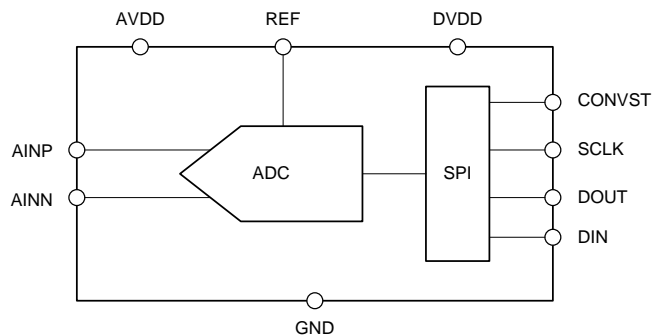 AVDD REF DVDD
CONVST
AINP
ADC
SPI
SCLK
AINN
DOUT
DIN
GND